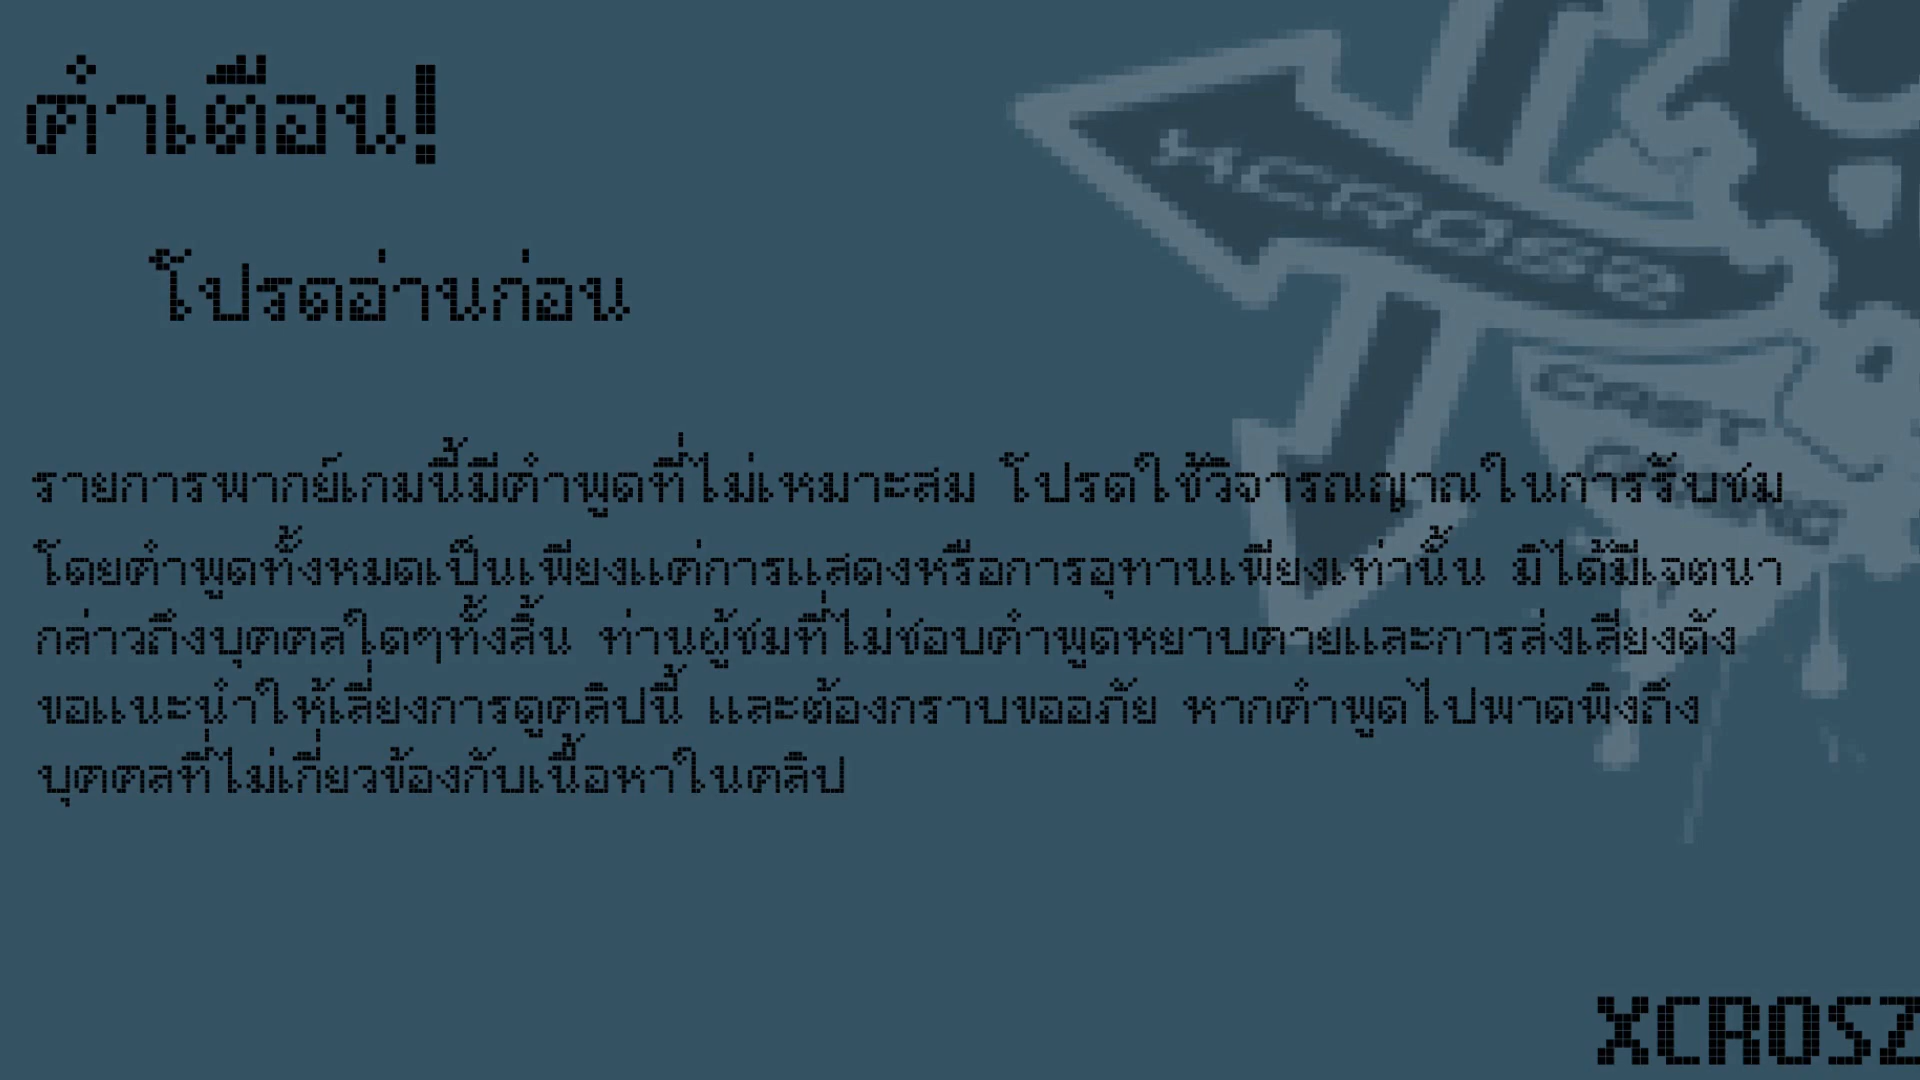 คำเตือน!
โปรดอ่านก่อน
รายการพากย์เกมนี้มีคำพูดที่ไม่เหมาะสม โปรดใช้วิจารณญาณในการรับชม
โดยคำพูดทั้งหมดเป็นเพียงแค่การแสดงหรือการอุทานเพียงเท่านั้น มิได้มีเจตนา
กล่าวถึงบุคคลใดๆทั้งสิ้น ท่านผู้ชมที่ไม่ชอบคำพูดหยาบคายและการส่งเสียงดัง
ขอแนะนำให้เลี่ยงการดูคลิปนี้ และต้องกราบขออภัย หากคำพูดไปพาดพิงถึง
บุคคลที่ไม่เกี่ยวข้องกับเนื้อหาในคลิป
CAST
XCROSZ